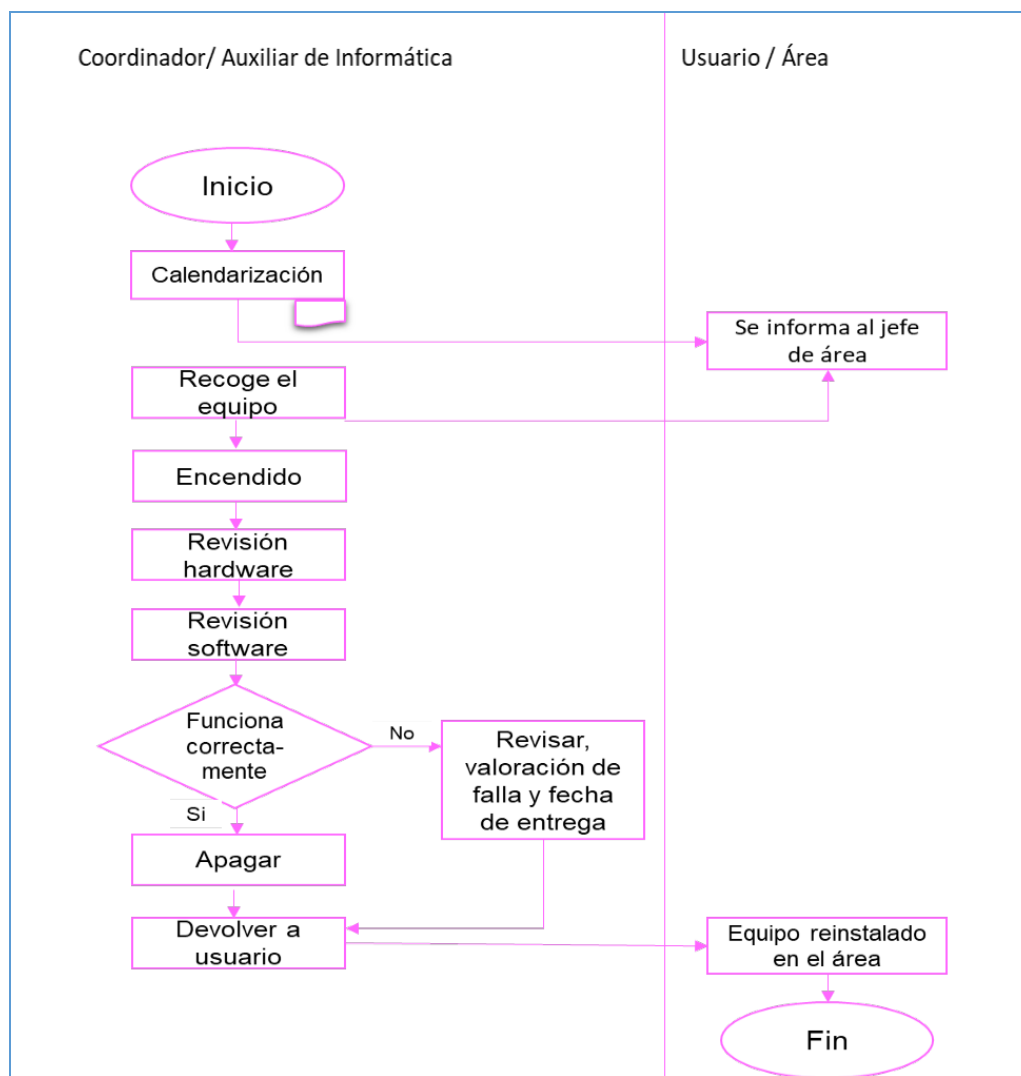 Coordinador/ Auxiliar de Informática
Usuario / Área
Inicio
Calendarización
Se informa al jefe
de área
Recoge el
equipo
Encendido
Revisión
hardware
Revisión
software
Funciona
correcta-
mente
No
Revisar,
valoración de
falla y fecha
de entrega
Si
Apagar
Devolver a
usuario
Equipo reinstalado
en el área
Fin